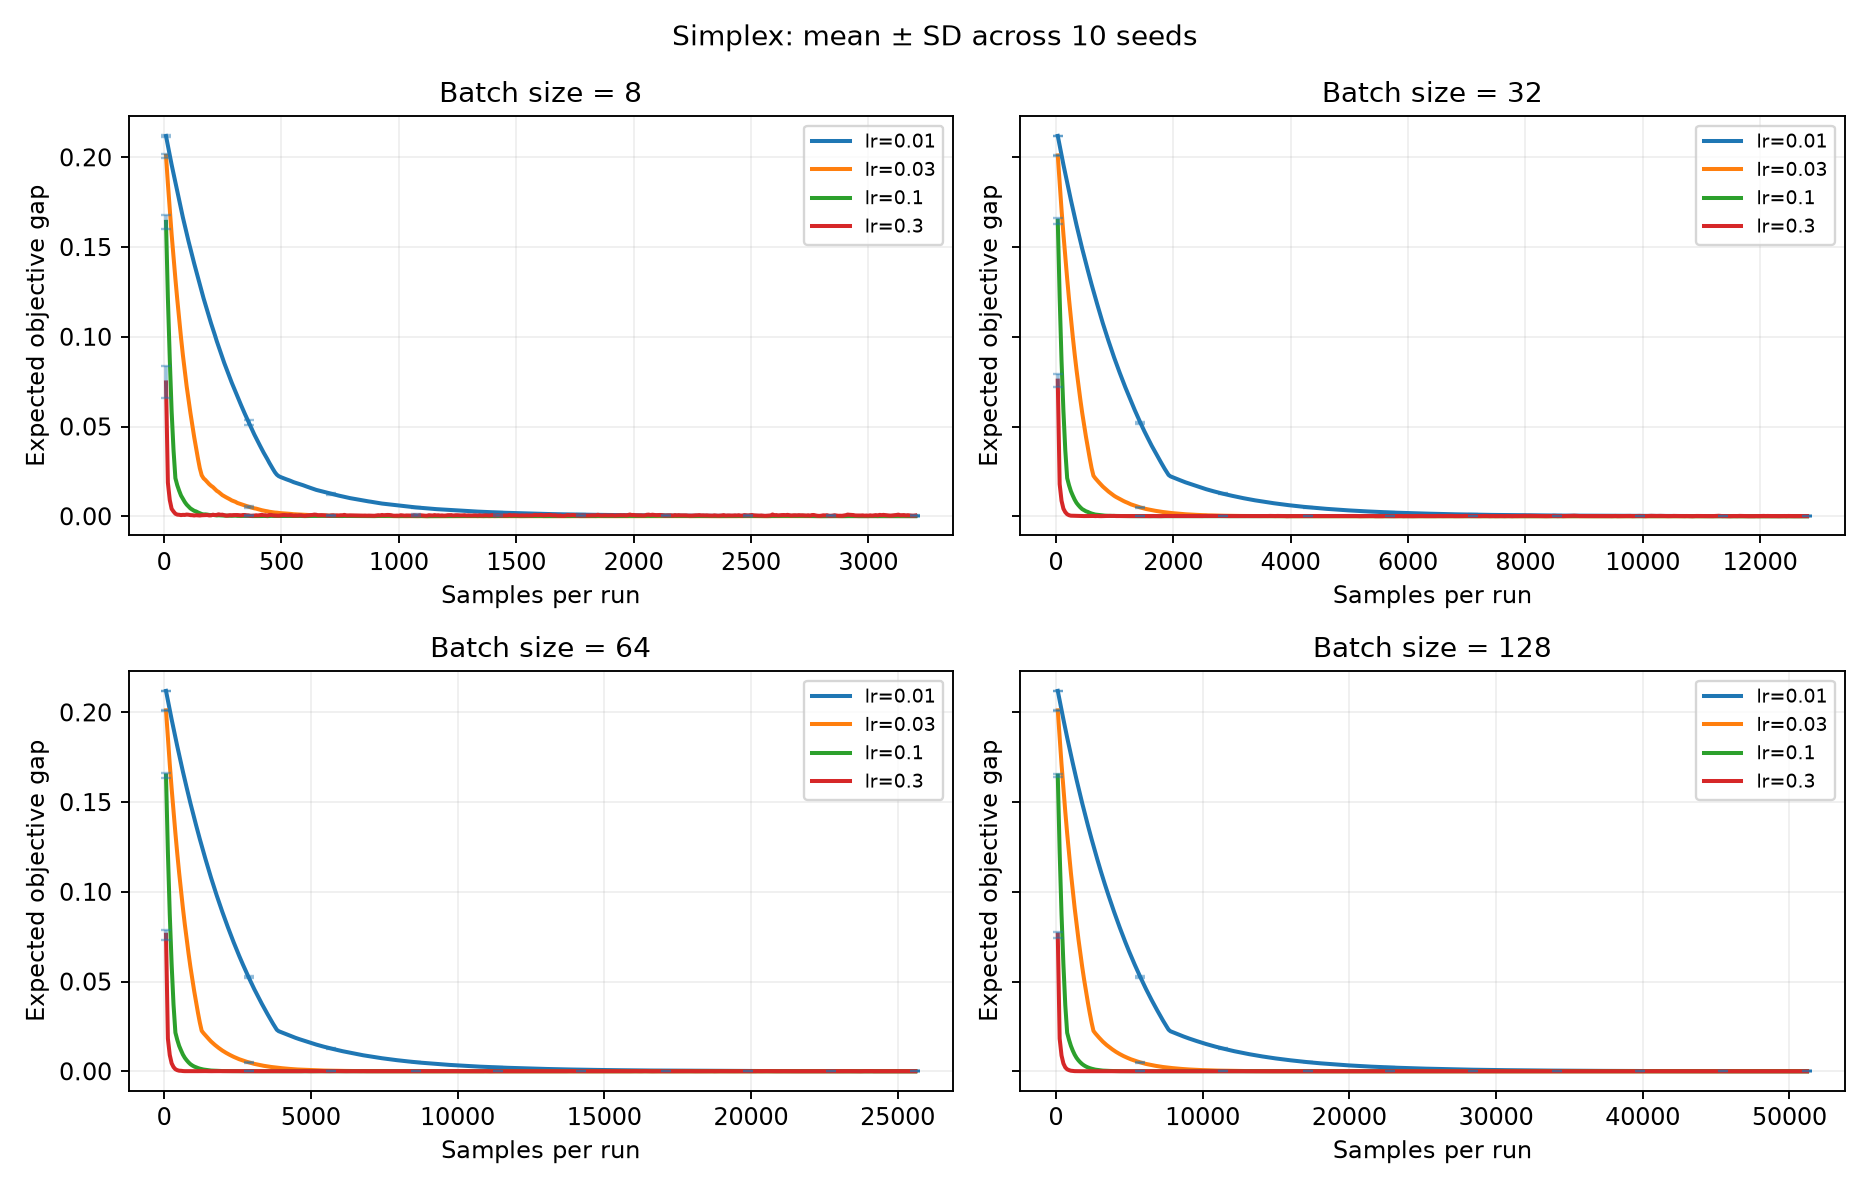 Simplex: mean ± SD across 10 seeds
Batch size = 8
Expected objective gap
0.20
0.15
0.10
0.05
0.00
lr=0.01
lr=0.03
lr=0.1
lr=0.3
0 500 1000 1500 2000 2500 3000
Samples per run
Batch size = 32
Expected objective gap
lr=0.01
lr=0.03
lr=0.1
lr=0.3
0 2000 4000 6000 8000 10000 12000
Samples per run
Batch size = 64
Expected objective gap
0.20
0.15
0.10
0.05
0.00
lr=0.01
lr=0.03
lr=0.1
lr=0.3
0 5000 10000 15000 20000 25000
Samples per run
Batch size = 128
Expected objective gap
lr=0.01
lr=0.03
lr=0.1
lr=0.3
0 10000 20000 30000 40000 50000
Samples per run